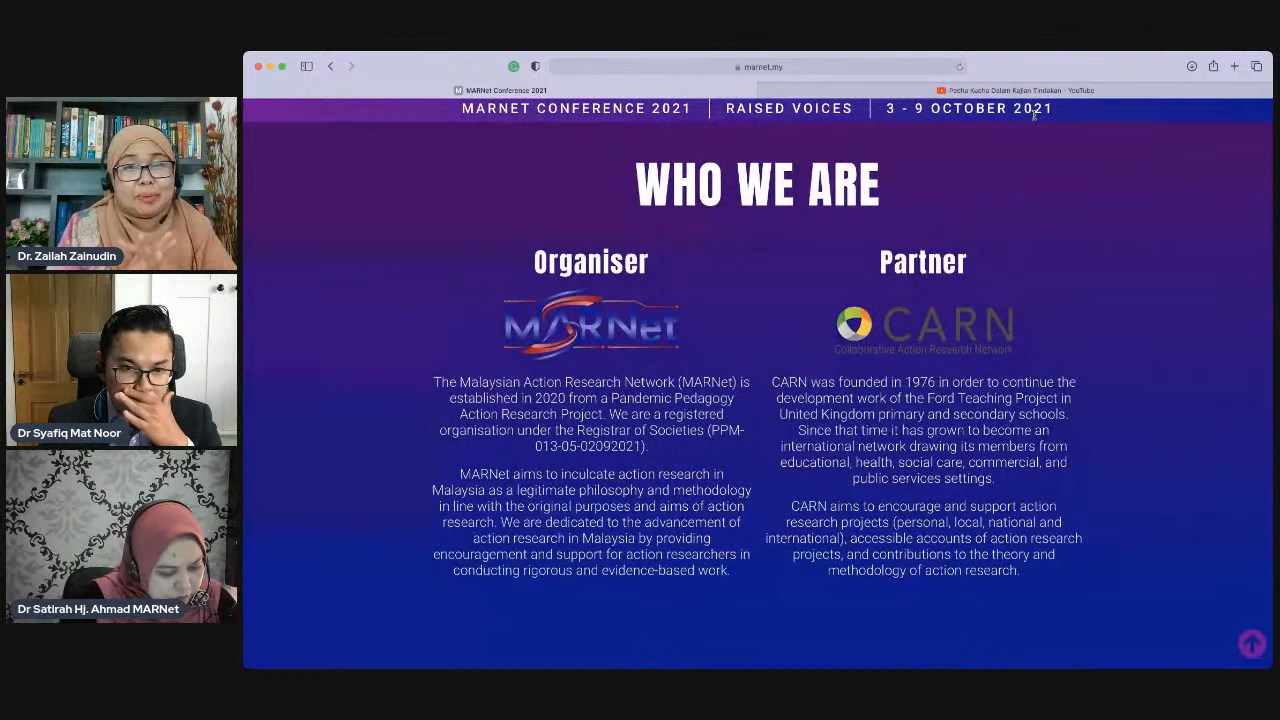 marnet.my
MARNet Conference 2021
Pecha Kucha Dalam Kajian Tindakan - YouTube
MARNET CONFERENCE 2021
RAISED VOICES
3 - 9 OCTOBER 2021
WHO WE ARE
Organiser
MARNet
The Malaysian Action Research Network (MARNet) is
established in 2020 from a Pandemic Pedagogy
Action Research Project. We are a registered
organisation under the Registrar of Societies (PPM-
013-05-02092021).
MARNet aims to inculcate action research in
Malaysia as a legitimate philosophy and methodology
in line with the original purposes and aims of action
research. We are dedicated to the advancement of
action research in Malaysia by providing
encouragement and support for action researchers in
conducting rigorous and evidence-based work.
Partner
CARN
Collaborative Action Research Network
CARN was founded in 1976 in order to continue the
development work of the Ford Teaching Project in
United Kingdom primary and secondary schools.
Since that time it has grown to become an
international network drawing its members from
educational, health, social care, commercial, and
public services settings.
CARN aims to encourage and support action
research projects (personal, local, national and
international), accessible accounts of action research
projects, and contributions to the theory and
methodology of action research.
Dr. Zailah Zainudin
Dr Syafiq Mat Noor
Dr Satirah Hj. Ahmad MARNet